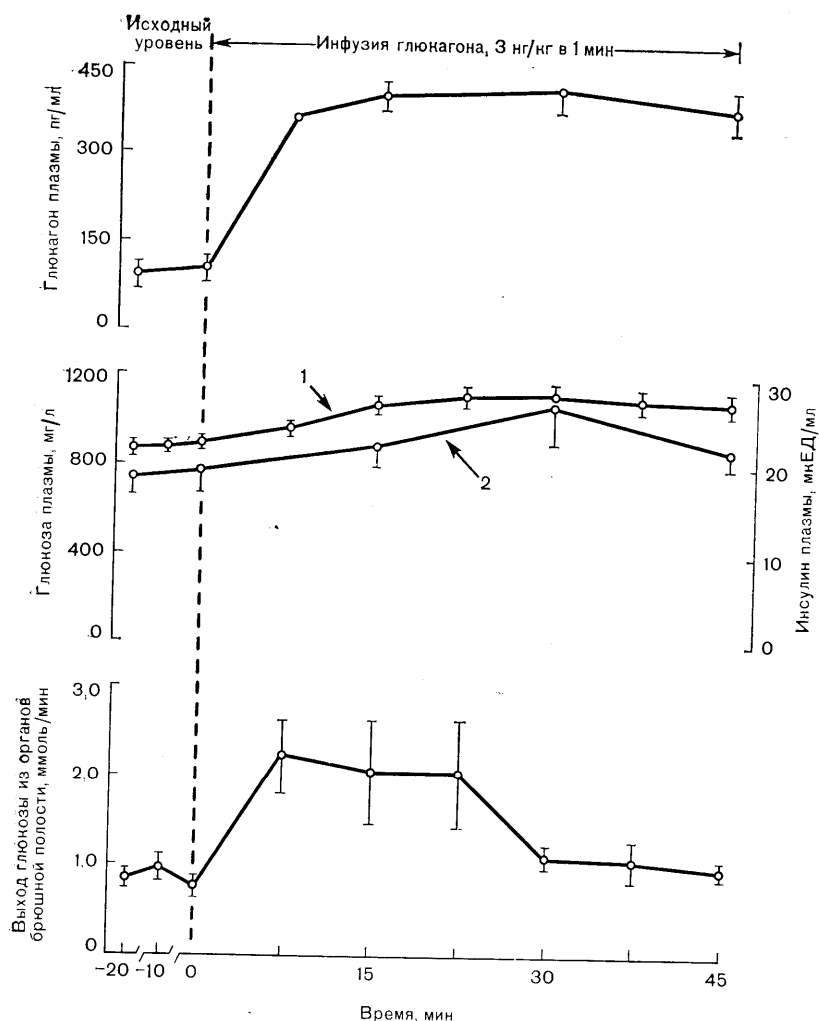 Исходный
уровень
Инфузия глюкагона, 3 нг/кг в 1 мин
Глюкагон плазмы, пг/мл
450
300
150
0
Глюкоза плазмы, мг/л
1200
800
400
0
1
2
30
20
10
0
Инсулин плазмы, мкЕД/мл
Выход глюкозы из органов
брюшной полости, ммоль/мин
3,0
2,0
1,0
0
-20 -10 0 15 30 45
Время, мин